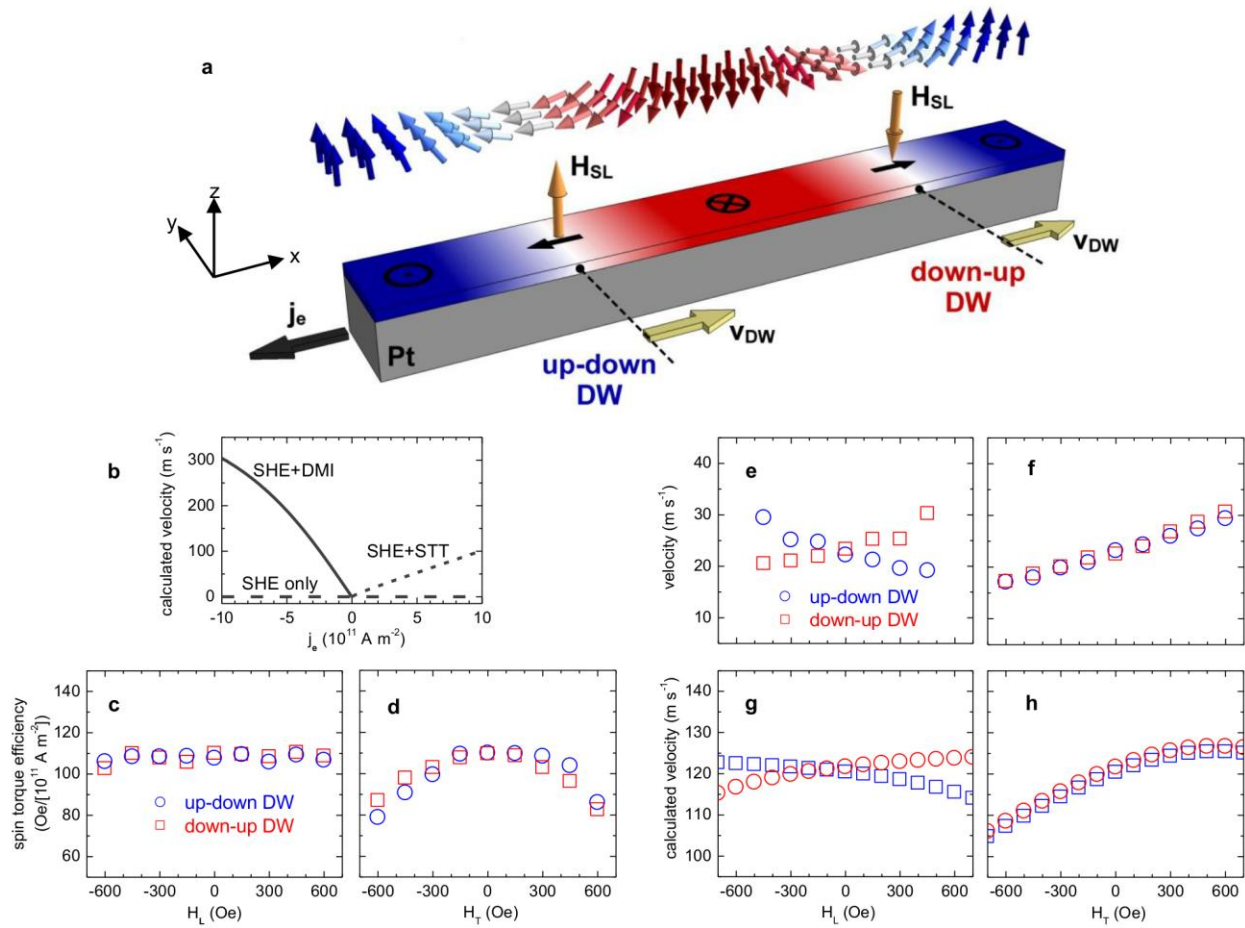 a
H_SL
H_SL
z
y
x
j_e
Pt
v_DW
v_DW
up-down
DW
down-up
DW
b
calculated velocity (m s⁻¹)
300
200
100
0
SHE+DMI
SHE+STT
SHE only
-10 -5 0 5 10
j_e (10¹¹ A m⁻²)
e
velocity (m s⁻¹)
40
30
20
10
up-down DW
down-up DW
f
c
spin torque efficiency
(Oe/[10¹¹ A m⁻²])
140
120
100
80
60
up-down DW
down-up DW
-600 -300 0 300 600
H_L (Oe)
d
-600 -300 0 300 600
H_T (Oe)
g
calculated velocity (m s⁻¹)
140
130
120
110
100
-600 -300 0 300 600
H_L (Oe)
h
-600 -300 0 300 600
H_T (Oe)